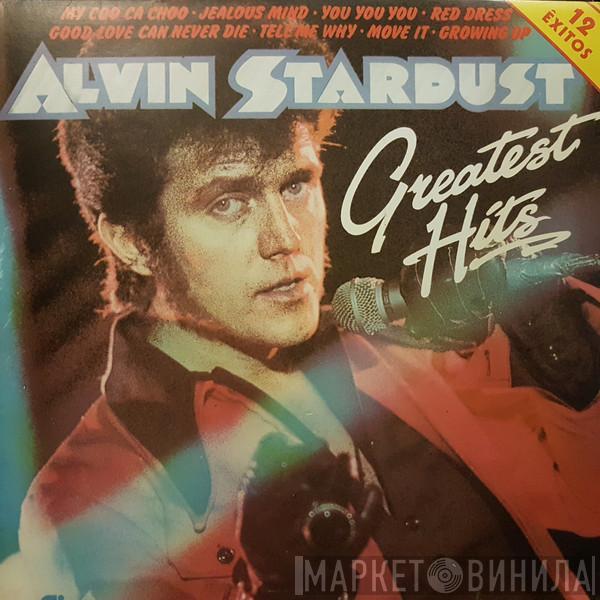 MY COO CA CHOO · JEALOUS MIND · YOU YOU YOU · RED DRESS
GOOD LOVE CAN NEVER DIE · TELL ME WHY · MOVE IT · GROWING UP
12
ÉXITOS
ALVIN STARDUST
Greatest
Hits
МАРКЕТ ВИНИЛА